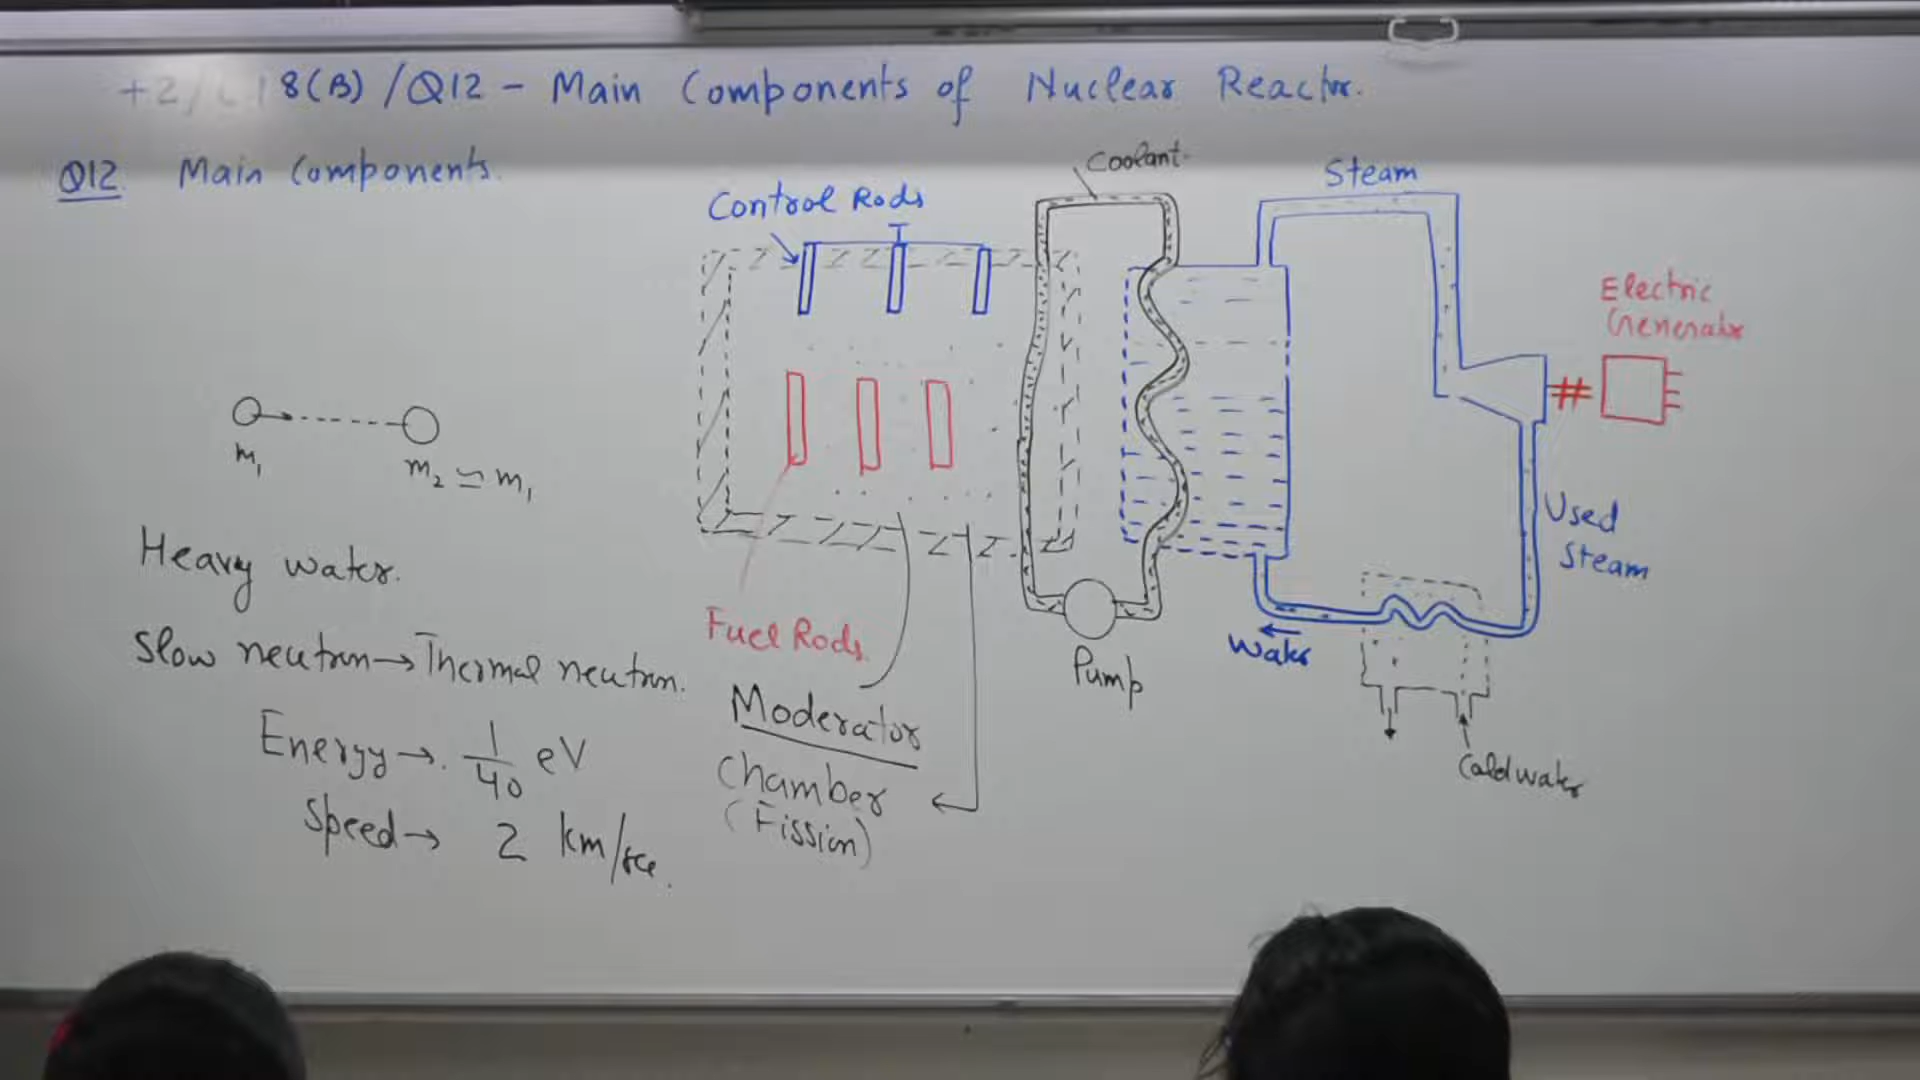 +2/L18(B)/Q12 - Main Components of Nuclear Reactor.
Q12. Main Components.
Control Rods
Coolant
Steam
Electric
Generator
m₁
m₂ ≃ m₁
Heavy water.
Slow neutron → Thermal neutron.
Energy → 1/40 eV
Speed → 2 km/sec.
Fuel Rods.
Moderator
Chamber
(Fission)
Pump
Water
Used
Steam
Cold water